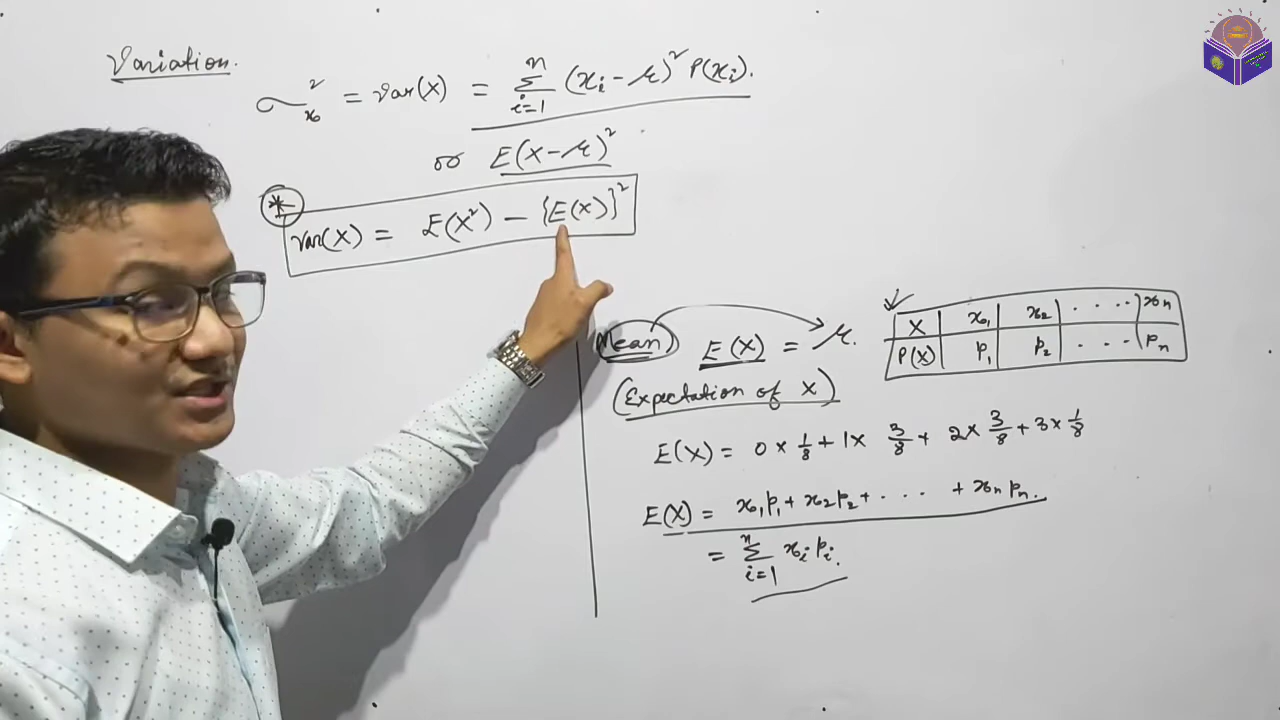 Variation.
σx² = var(X) = Σ_{i=1}^{n} (xi - μ)² P(xi).
or E(X - μ)²
* var(X) = E(X²) - {E(X)}²
Mean E(X) = μ.
(Expectation of X)
X | x1 | x2 | . . . . | xn
P(X) | p1 | p2 | . . . | pn
E(X) = 0 × 1/8 + 1 × 3/8 + 2 × 3/8 + 3 × 1/8
E(X) = x1p1 + x2p2 + . . . + xnpn.
= Σ_{i=1}^{n} xi pi.